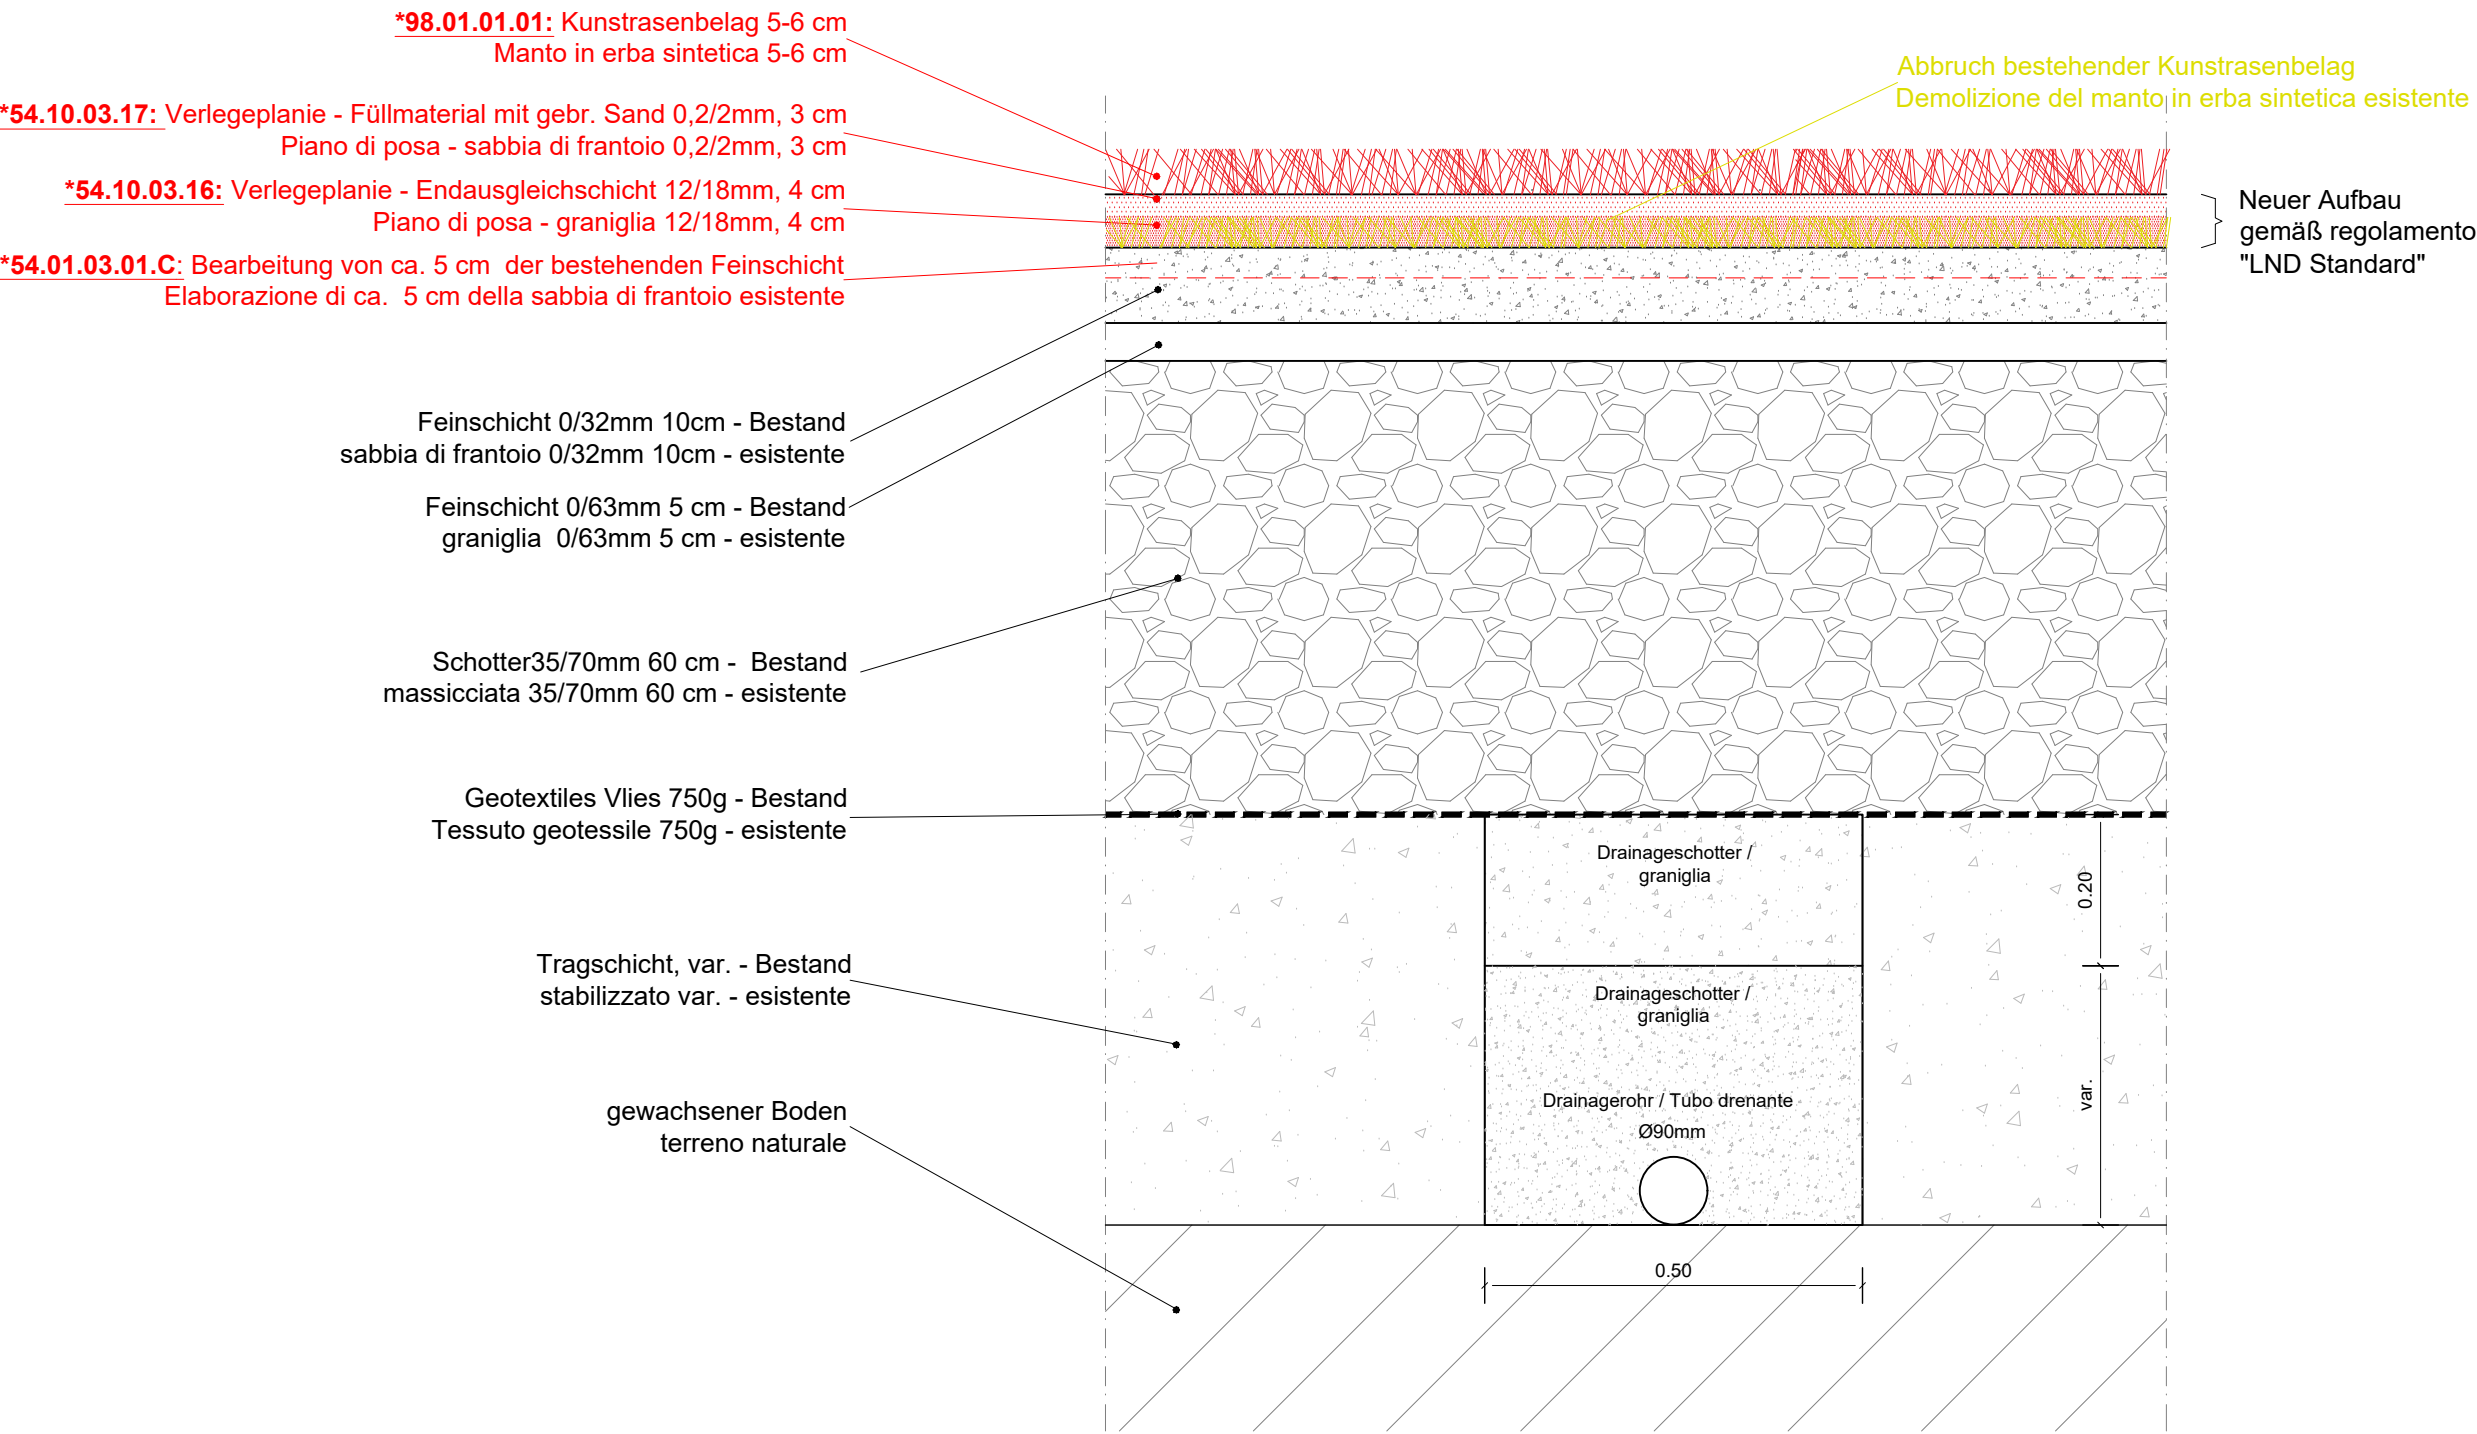 *98.01.01.01: Kunstrasenbelag 5-6 cm
Manto in erba sintetica 5-6 cm
Abbruch bestehender Kunstrasenbelag
Demolizione del manto in erba sintetica esistente
*54.10.03.17: Verlegeplanie - Füllmaterial mit gebr. Sand 0,2/2mm, 3 cm
Piano di posa - sabbia di frantoio 0,2/2mm, 3 cm
*54.10.03.16: Verlegeplanie - Endausgleichschicht 12/18mm, 4 cm
Piano di posa - graniglia 12/18mm, 4 cm
Neuer Aufbau
gemäß regolamento
"LND Standard"
*54.01.03.01.C: Bearbeitung von ca. 5 cm der bestehenden Feinschicht
Elaborazione di ca. 5 cm della sabbia di frantoio esistente
Feinschicht 0/32mm 10cm - Bestand
sabbia di frantoio 0/32mm 10cm - esistente
Feinschicht 0/63mm 5 cm - Bestand
graniglia 0/63mm 5 cm - esistente
Schotter35/70mm 60 cm - Bestand
massicciata 35/70mm 60 cm - esistente
Geotextiles Vlies 750g - Bestand
Tessuto geotessile 750g - esistente
Drainageschotter /
graniglia
0.20
Tragschicht, var. - Bestand
stabilizzato var. - esistente
Drainageschotter /
graniglia
Drainagerohr / Tubo drenante
Ø90mm
var.
gewachsener Boden
terreno naturale
0.50